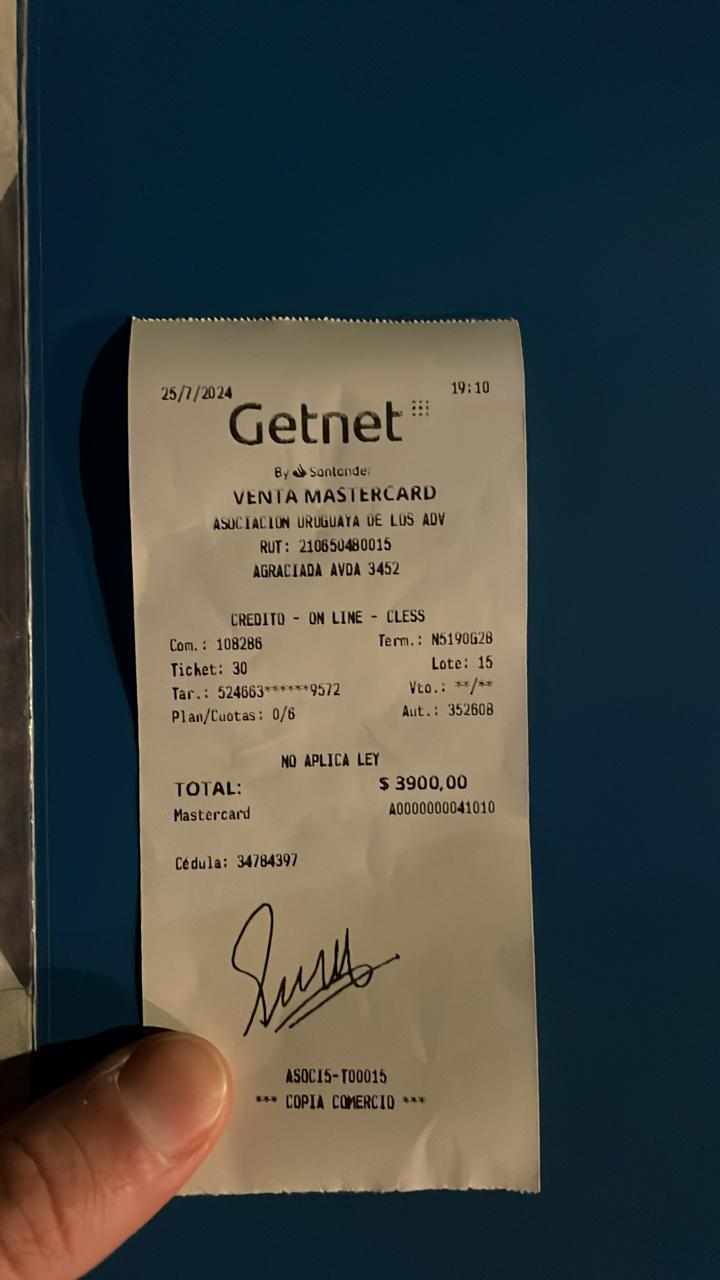 25/7/2024 19:10
Getnet
By Santander
VENTA MASTERCARD
ASOCIACION URUGUAYA DE LOS ADV
RUT: 210650480015
AGRACIADA AVDA 3452
CREDITO - ON LINE - CLESS
Com.: 108286 Term.: N5190G28
Ticket: 30 Lote: 15
Tar.: 524663******9572 Vto.: **/**
Plan/Cuotas: 0/6 Aut.: 352608
NO APLICA LEY
TOTAL: $ 3900,00
Mastercard A0000000041010
Cédula: 34784397
ASOC15-T00015
*** COPIA COMERCIO ***